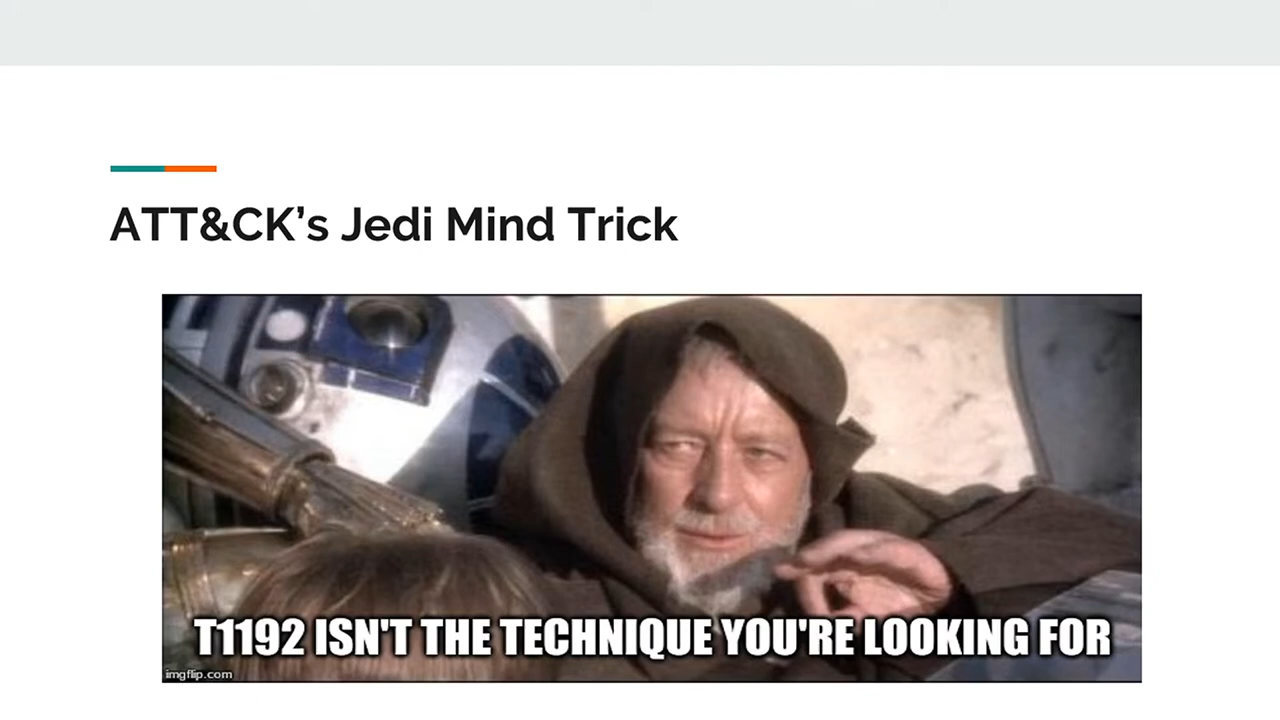 ATT&CK’s Jedi Mind Trick
T1192 ISN'T THE TECHNIQUE YOU'RE LOOKING FOR
imgflip.com